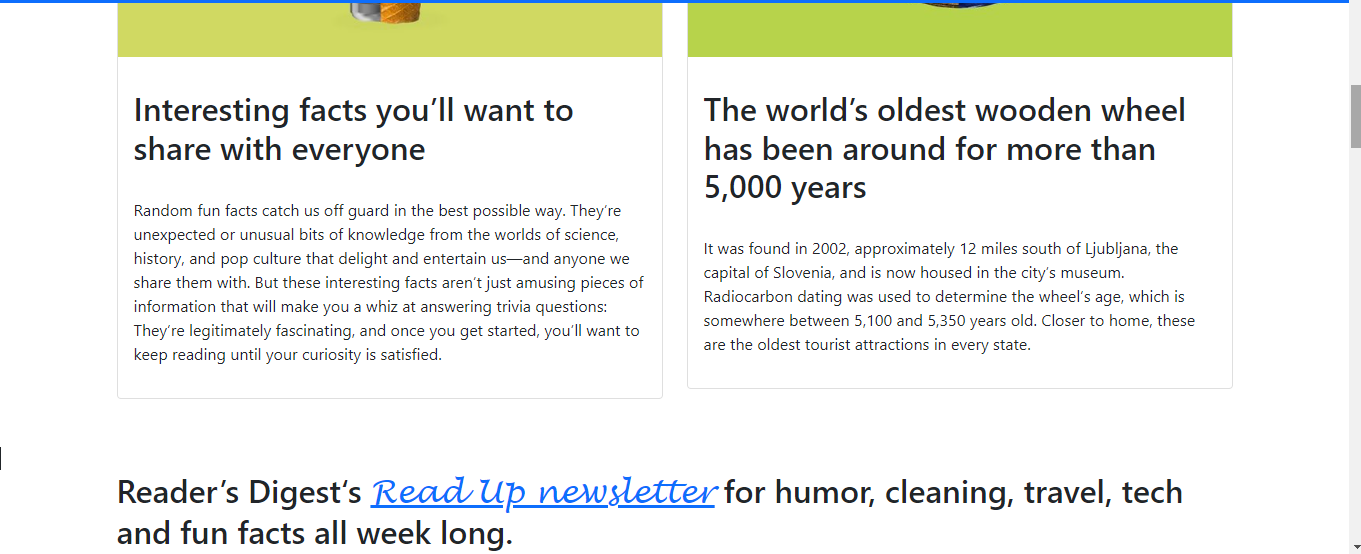 Interesting facts you’ll want to
share with everyone
Random fun facts catch us off guard in the best possible way. They’re
unexpected or unusual bits of knowledge from the worlds of science,
history, and pop culture that delight and entertain us—and anyone we
share them with. But these interesting facts aren’t just amusing pieces of
information that will make you a whiz at answering trivia questions:
They’re legitimately fascinating, and once you get started, you’ll want to
keep reading until your curiosity is satisfied.
The world’s oldest wooden wheel
has been around for more than
5,000 years
It was found in 2002, approximately 12 miles south of Ljubljana, the
capital of Slovenia, and is now housed in the city’s museum.
Radiocarbon dating was used to determine the wheel’s age, which is
somewhere between 5,100 and 5,350 years old. Closer to home, these
are the oldest tourist attractions in every state.
Reader’s Digest‘s Read Up newsletter for humor, cleaning, travel, tech
and fun facts all week long.